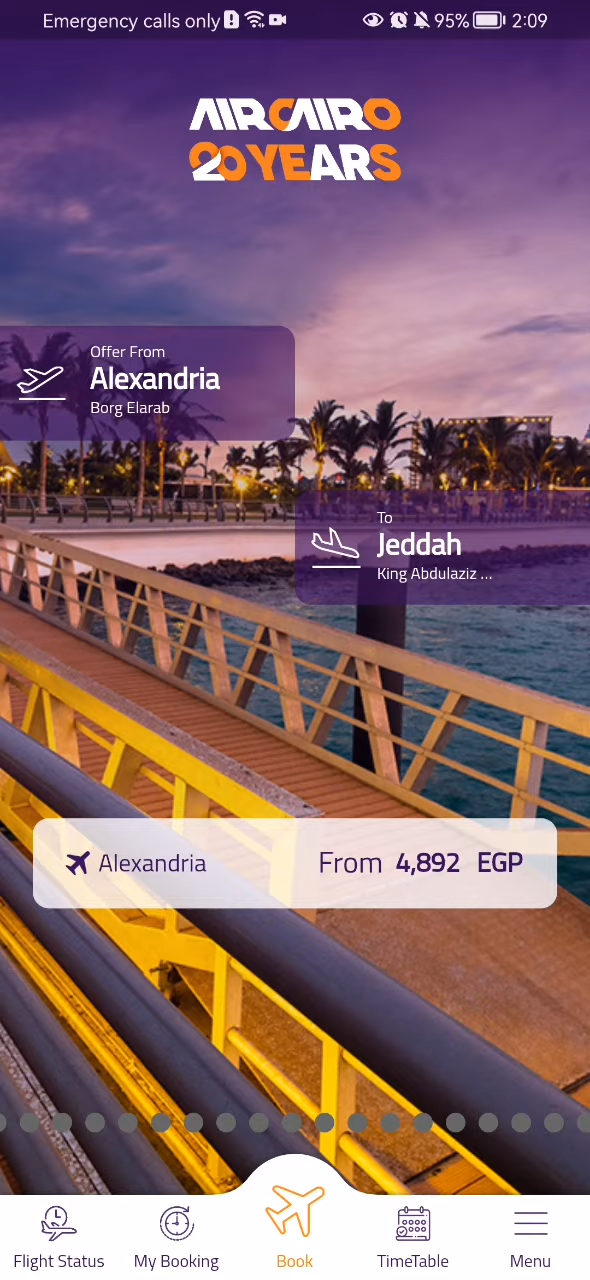 Emergency calls only
95% 2:09
AIRCAIRO
20 YEARS
Offer From
Alexandria
Borg Elarab
To
Jeddah
King Abdulaziz ...
Alexandria From 4,892 EGP
Flight Status My Booking Book TimeTable Menu